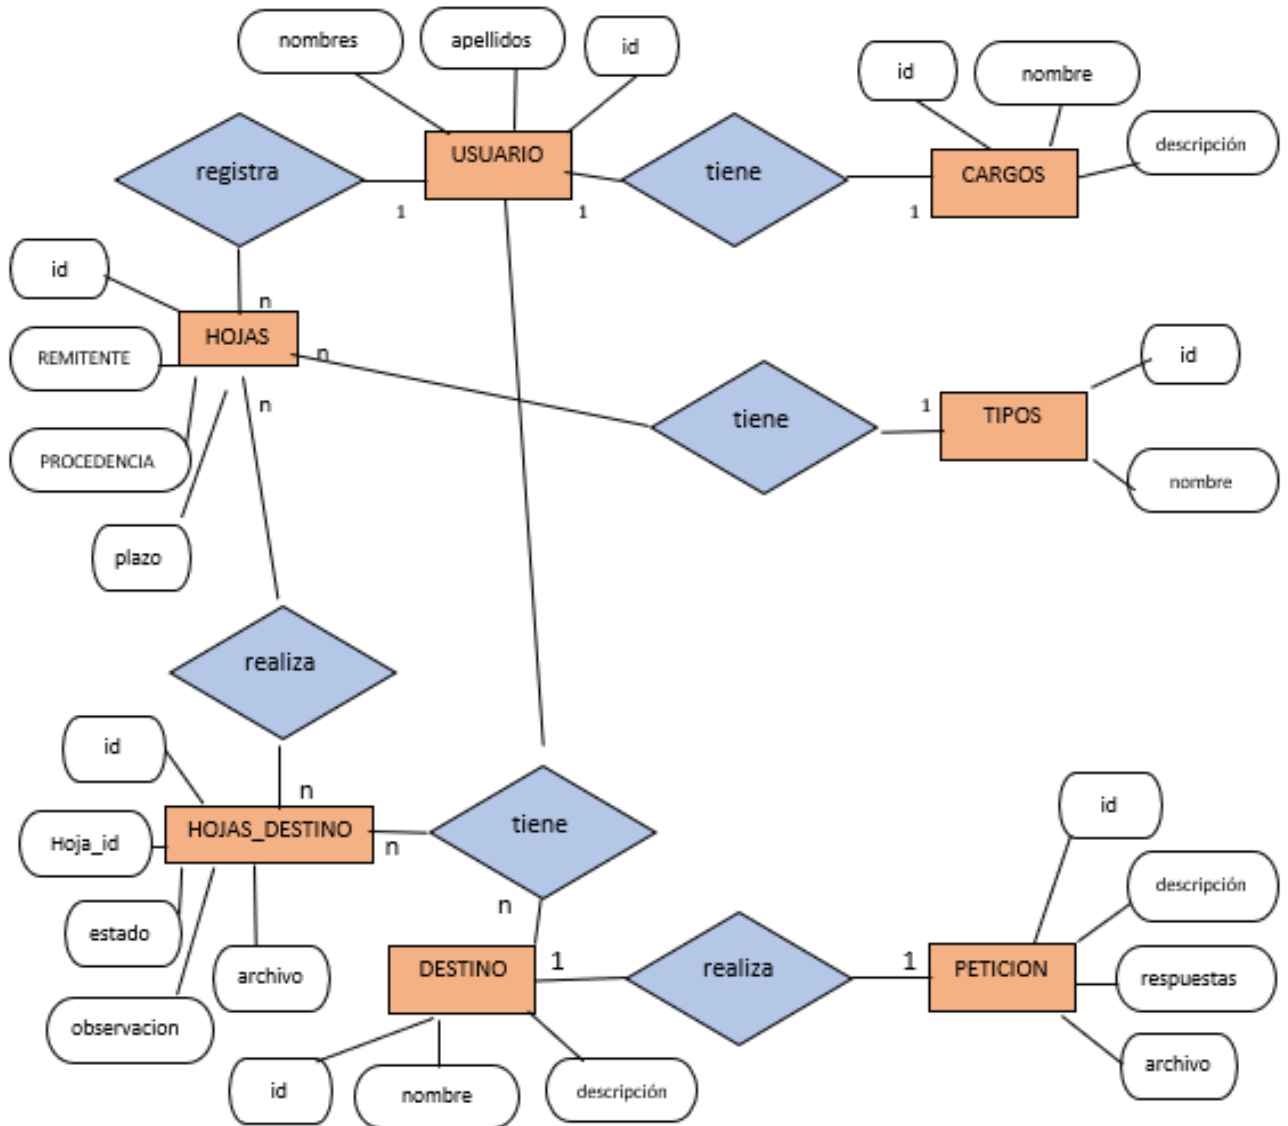 nombres
apellidos
id
id
nombre
descripción
registra
USUARIO
tiene
CARGOS
1
1
1
id
n
HOJAS
n
REMITENTE
id
n
tiene
1
TIPOS
PROCEDENCIA
nombre
plazo
realiza
id
n
id
HOJAS_DESTINO
n
tiene
Hoja_id
descripción
n
estado
archivo
DESTINO
1
realiza
1
PETICION
respuestas
observacion
archivo
id
nombre
descripción